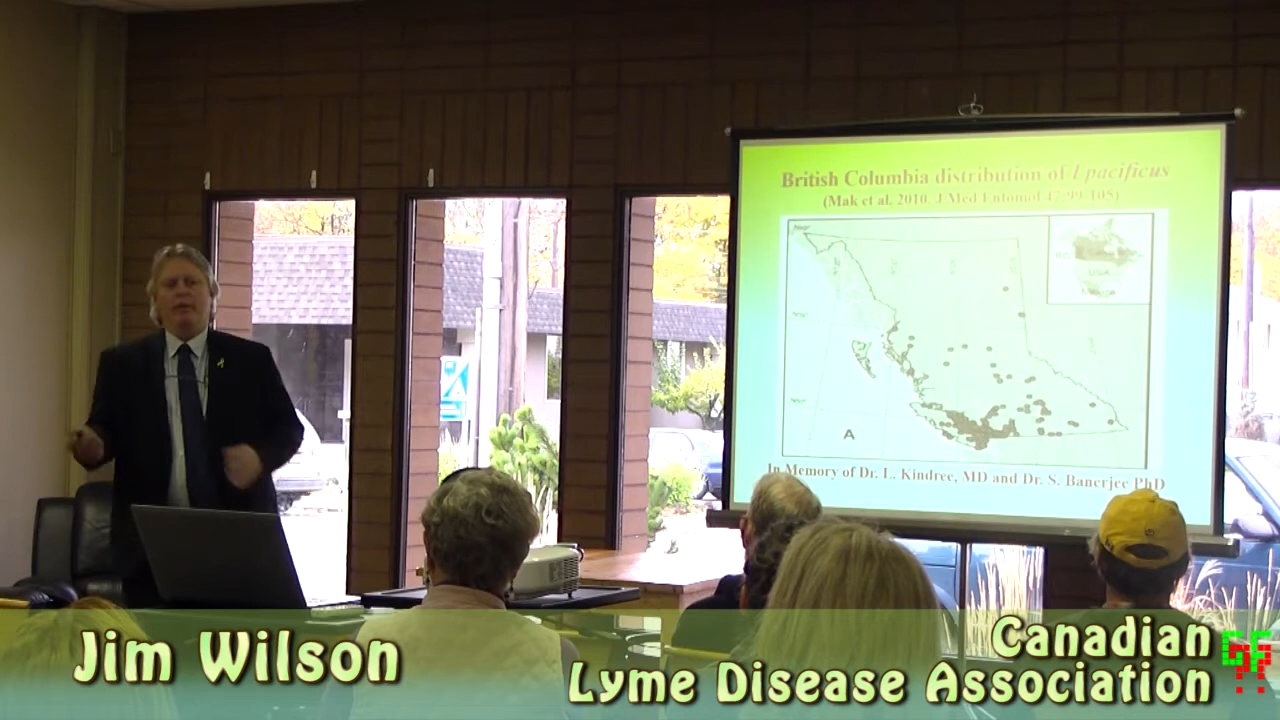 British Columbia distribution of I pacificus
(Mak et al. 2010. J Med Entomol 47:99-105)
USA
A
In Memory of Dr. L. Kindree, MD and Dr. S. Banerjee PhD
Jim Wilson
Canadian
Lyme Disease Association